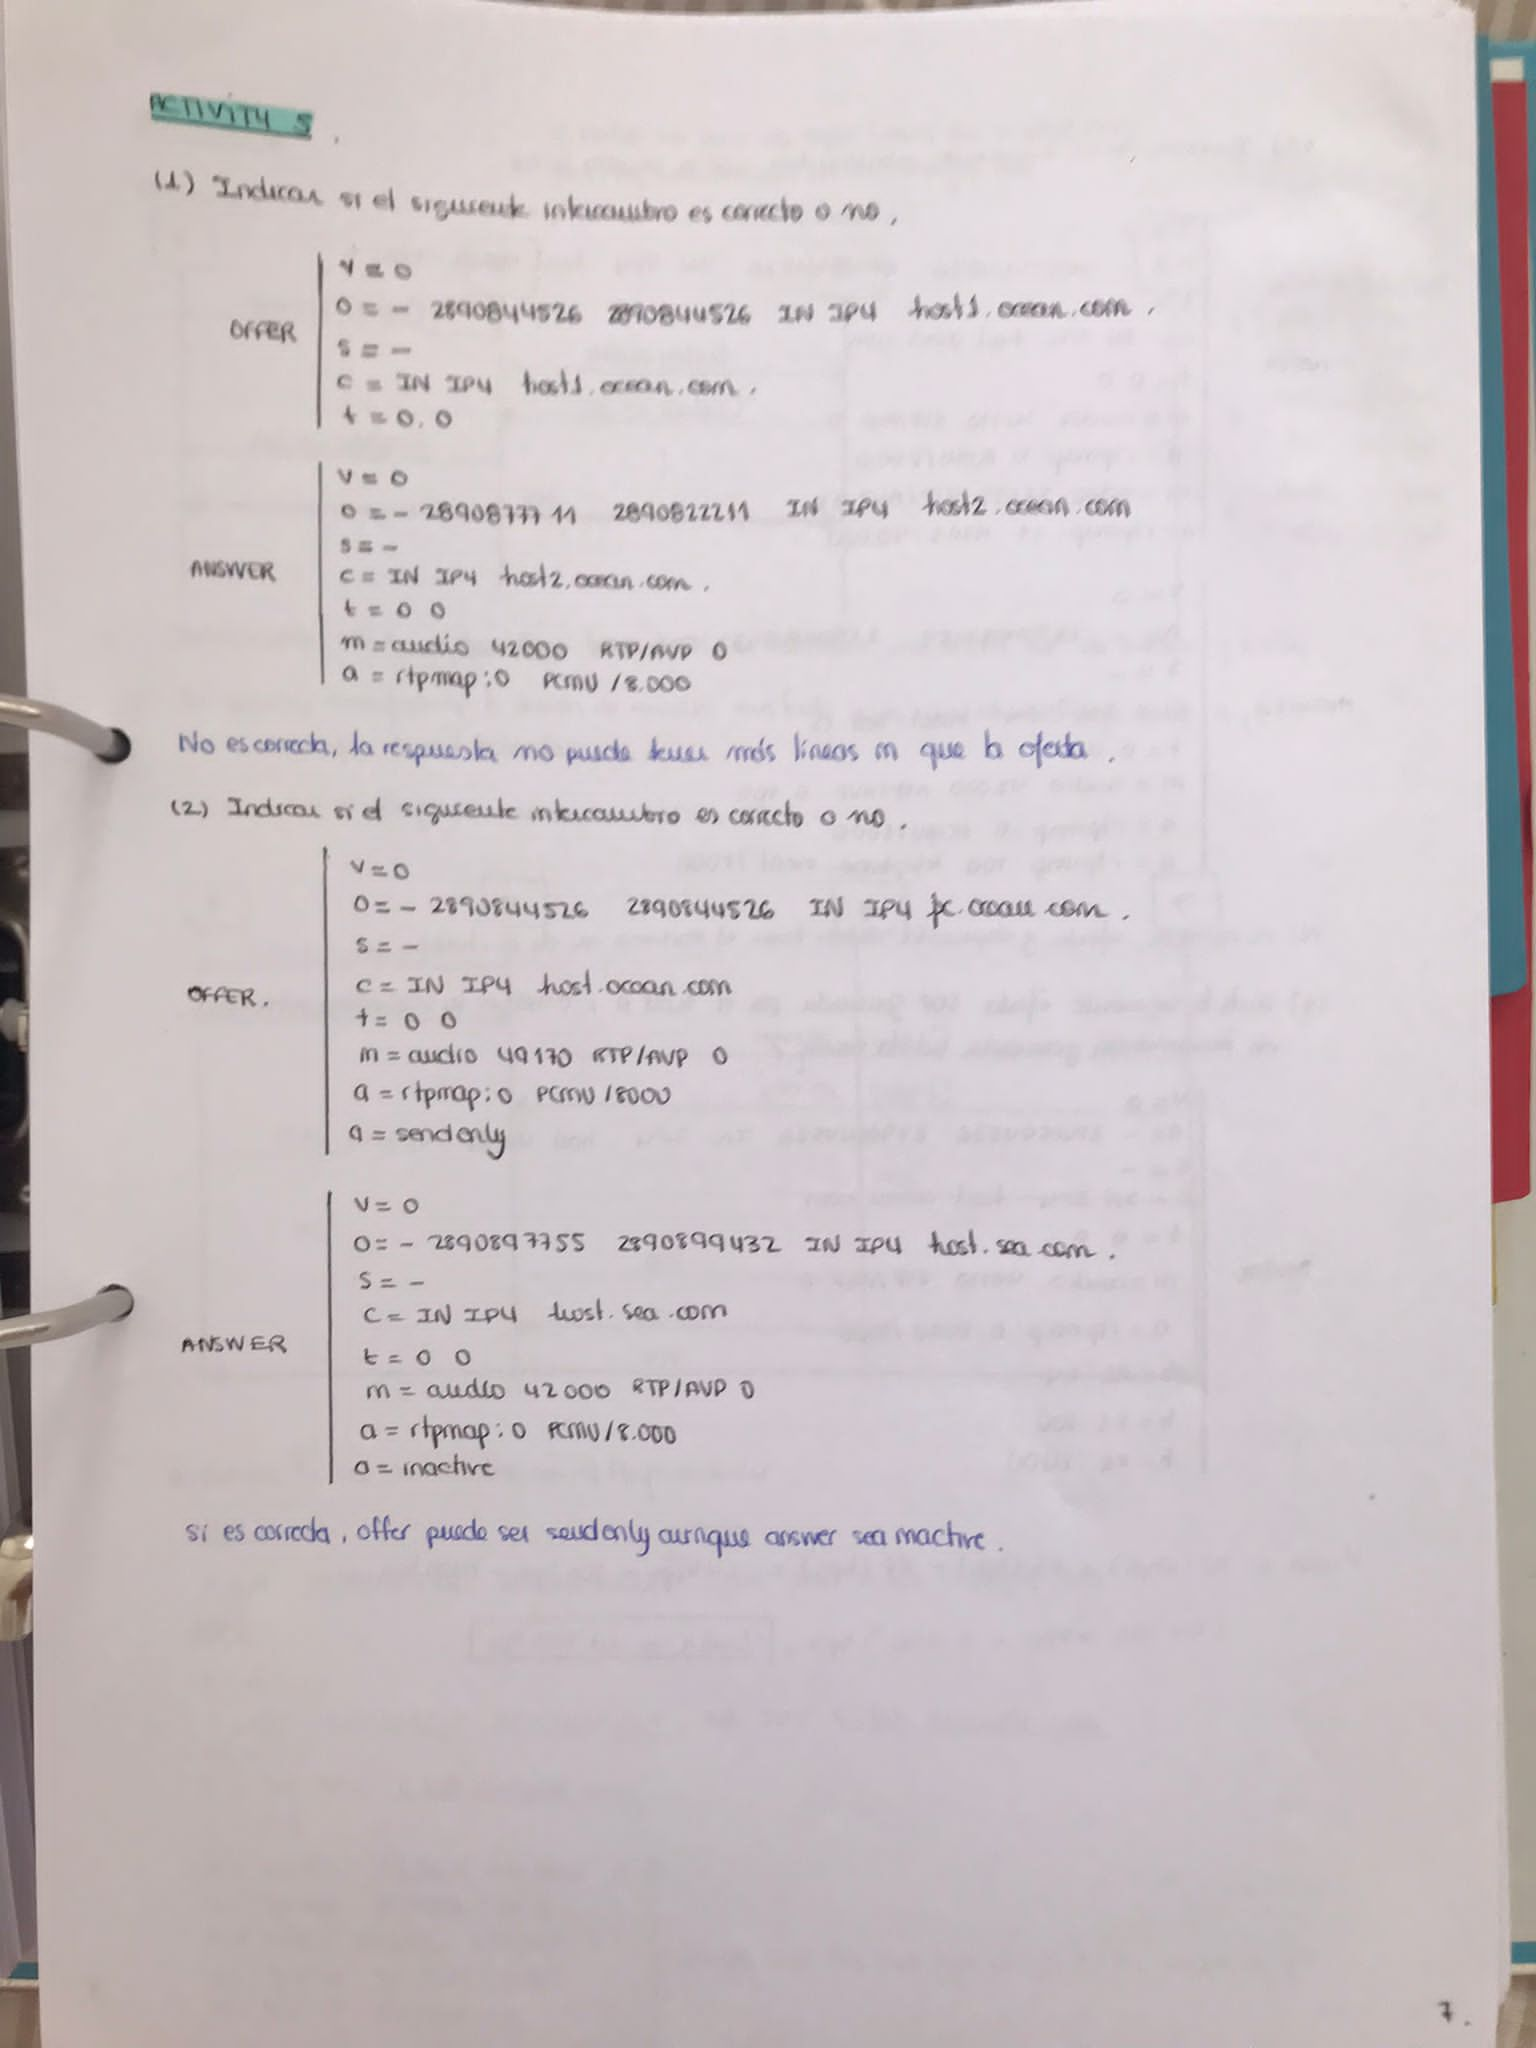 ACTIVITY 5
(1) Indicar si el siguiente intercambio es correcto o no.
v = 0
o = - 2890844526 2890844526 IN IP4 host1.ocean.com.
OFFER
s = -
c = IN IP4 host1.ocean.com.
t = 0.0
v = 0
o = - 2890877711 2890822211 IN IP4 host2.ocean.com
s = -
ANSWER
c = IN IP4 host2.ocean.com.
t = 0 0
m = audio 42000 RTP/AVP 0
a = rtpmap:0 PCMU /8.000
No es correcta, la respuesta no puede tener más líneas m que la oferta.
(2) Indicar si el siguiente intercambio es correcto o no.
v = 0
o = - 2890844526 2890844526 IN IP4 pc.ocean.com.
s = -
OFFER.
c = IN IP4 host.ocean.com
t = 0 0
m = audio 49170 RTP/AVP 0
a = rtpmap:0 PCMU /8000
a = sendonly
v = 0
o = - 2890897755 2890899432 IN IP4 host.sea.com.
s = -
c = IN IP4 host.sea.com
ANSWER
t = 0 0
m = audio 42000 RTP/AVP 0
a = rtpmap:0 PCMU/8.000
a = inactive
si es correcta, offer puede ser sendonly aunque answer sea inactive.
7.